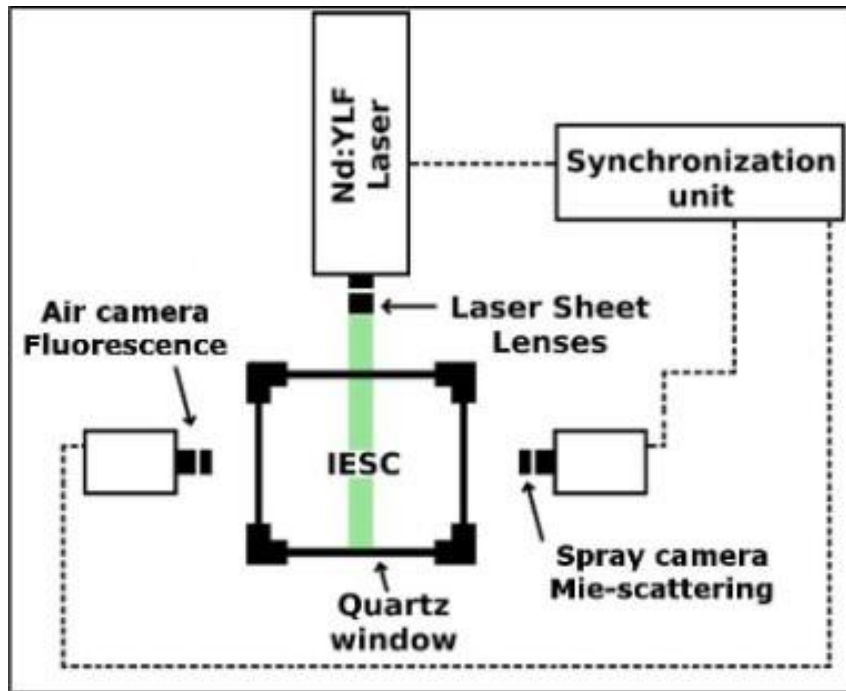 Nd:YLF
Laser
Synchronization
unit
Air camera
Fluorescence
Laser Sheet
Lenses
IESC
Spray camera
Mie-scattering
Quartz
window